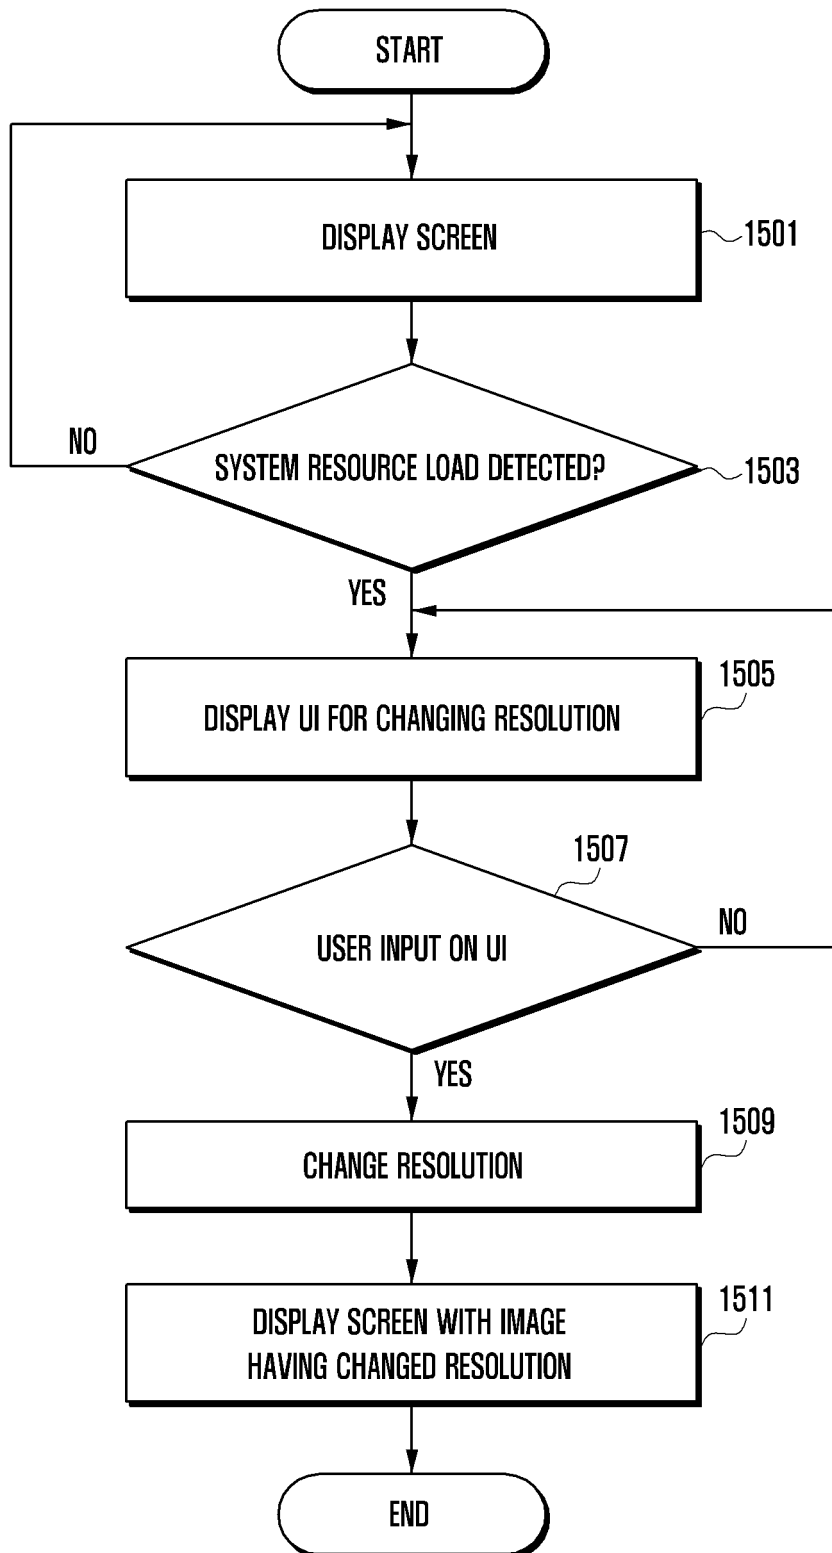 START
DISPLAY SCREEN
1501
NO
SYSTEM RESOURCE LOAD DETECTED?
1503
YES
1505
DISPLAY UI FOR CHANGING RESOLUTION
1507
USER INPUT ON UI
NO
YES
1509
CHANGE RESOLUTION
1511
DISPLAY SCREEN WITH IMAGE
HAVING CHANGED RESOLUTION
END